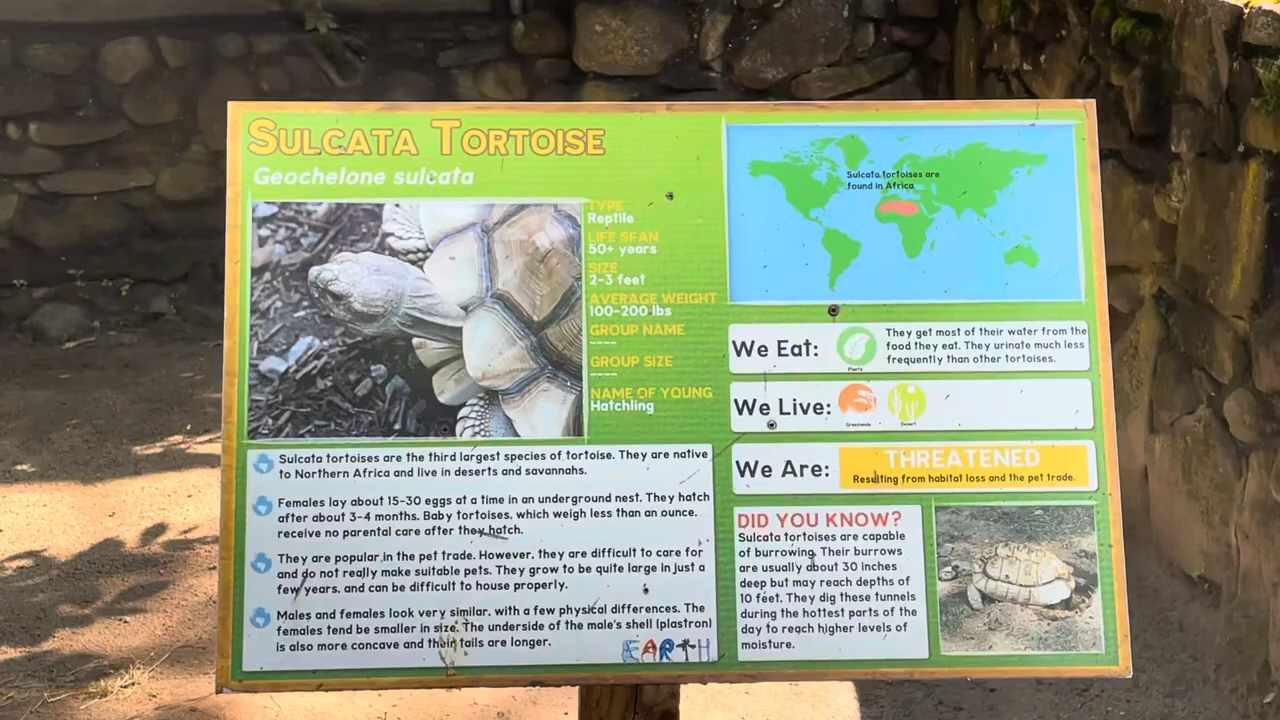 SULCATA TORTOISE
Geochelone sulcata
TYPE
Reptile
LIFE SPAN
50+ years
SIZE
2-3 feet
AVERAGE WEIGHT
100-200 lbs
GROUP NAME
----
GROUP SIZE
----
NAME OF YOUNG
Hatchling
Sulcata tortoises are
found in Africa.
We Eat:
Plants
They get most of their water from the
food they eat. They urinate much less
frequently than other tortoises.
We Live:
Grasslands
Desert
We Are:
THREATENED
Resulting from habitat loss and the pet trade.
Sulcata tortoises are the third largest species of tortoise. They are native
to Northern Africa and live in deserts and savannahs.
Females lay about 15-30 eggs at a time in an underground nest. They hatch
after about 3-4 months. Baby tortoises, which weigh less than an ounce,
receive no parental care after they hatch.
They are popular in the pet trade. However, they are difficult to care for
and do not really make suitable pets. They grow to be quite large in just a
few years, and can be difficult to house properly.
Males and females look very similar, with a few physical differences. The
females tend be smaller in size. The underside of the male's shell (plastron)
is also more concave and their tails are longer.
EARTH
DID YOU KNOW?
Sulcata tortoises are capable
of burrowing. Their burrows
are usually about 30 inches
deep but may reach depths of
10 feet. They dig these tunnels
during the hottest parts of the
day to reach higher levels of
moisture.